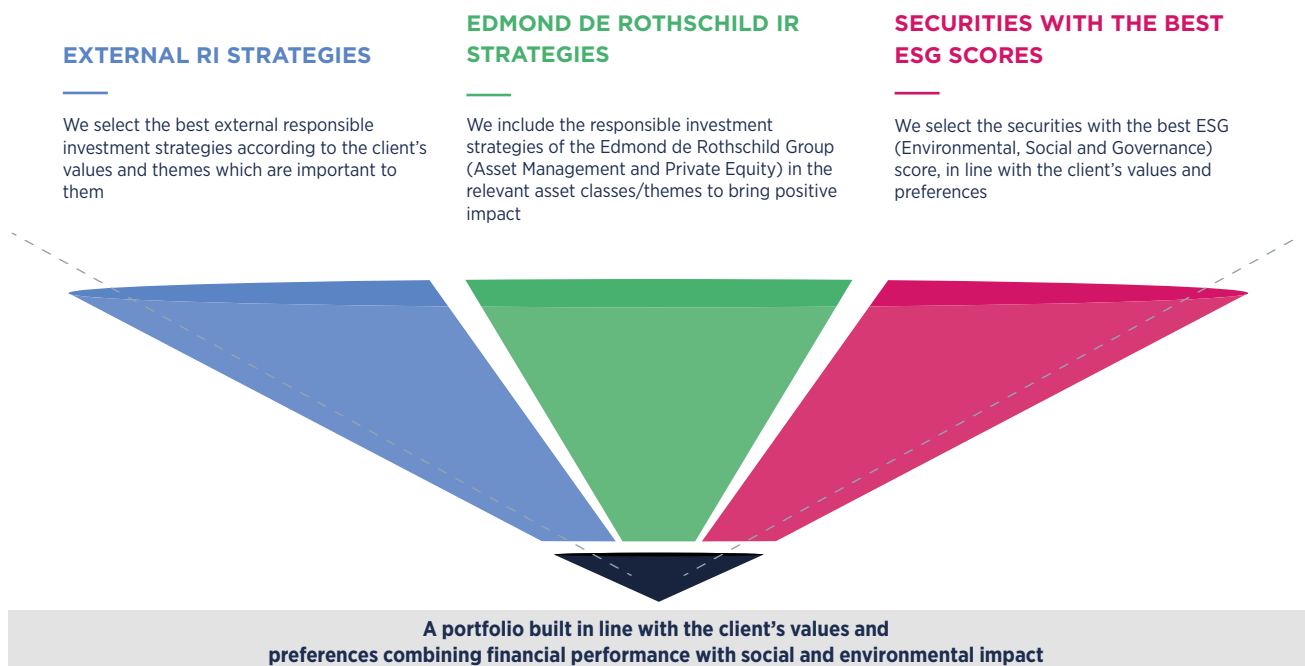 EXTERNAL RI STRATEGIES
We select the best external responsible
investment strategies according to the client’s
values and themes which are important to
them
EDMOND DE ROTHSCHILD IR
STRATEGIES
We include the responsible investment
strategies of the Edmond de Rothschild Group
(Asset Management and Private Equity) in the
relevant asset classes/themes to bring positive
impact
SECURITIES WITH THE BEST
ESG SCORES
We select the securities with the best ESG
(Environmental, Social and Governance)
score, in line with the client’s values and
preferences
A portfolio built in line with the client’s values and
preferences combining financial performance with social and environmental impact